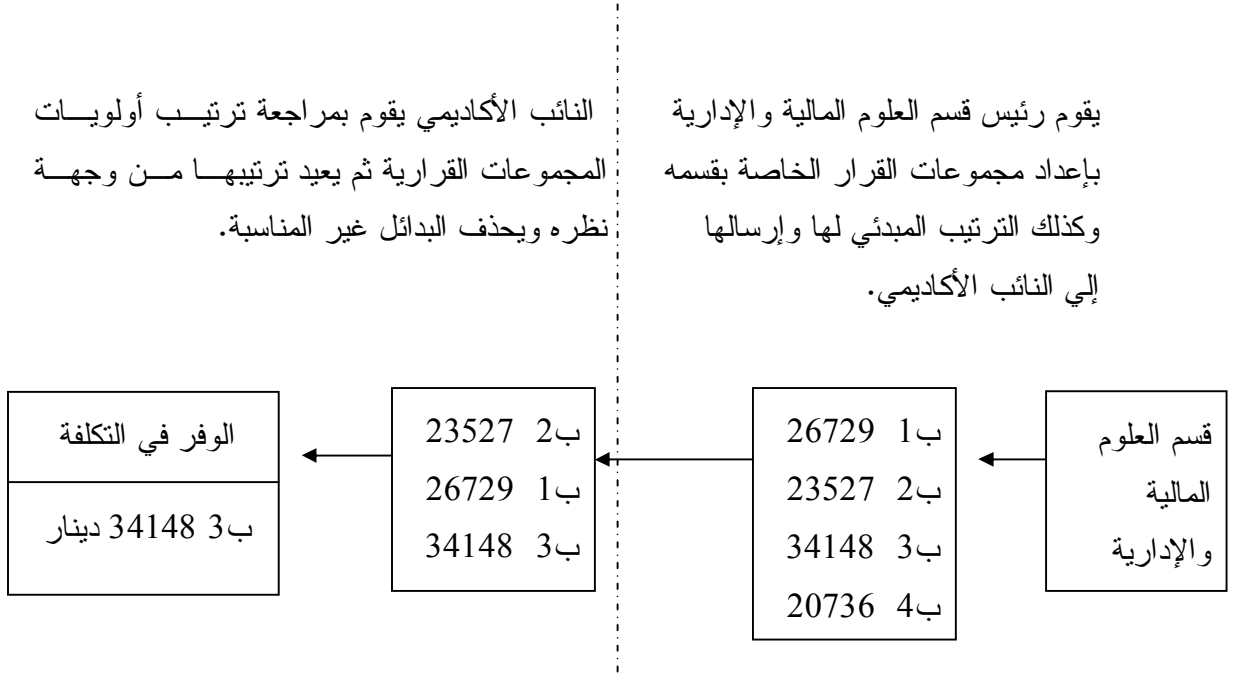 يقوم رئيس قسم العلوم المالية والإدارية
بإعداد مجموعات القرار الخاصة بقسمه
وكذلك الترتيب المبدئي لها وإرسالها
إلي النائب الأكاديمي.
النائب الأكاديمي يقوم بمراجعة ترتيب أولويات
المجموعات القرارية ثم يعيد ترتيبها من وجهة
نظره ويحذف البدائل غير المناسبة.
قسم العلوم
المالية
والإدارية
ب1 26729
ب2 23527
ب3 34148
ب4 20736
ب2 23527
ب1 26729
ب3 34148
الوفر في التكلفة
ب3 34148 دينار